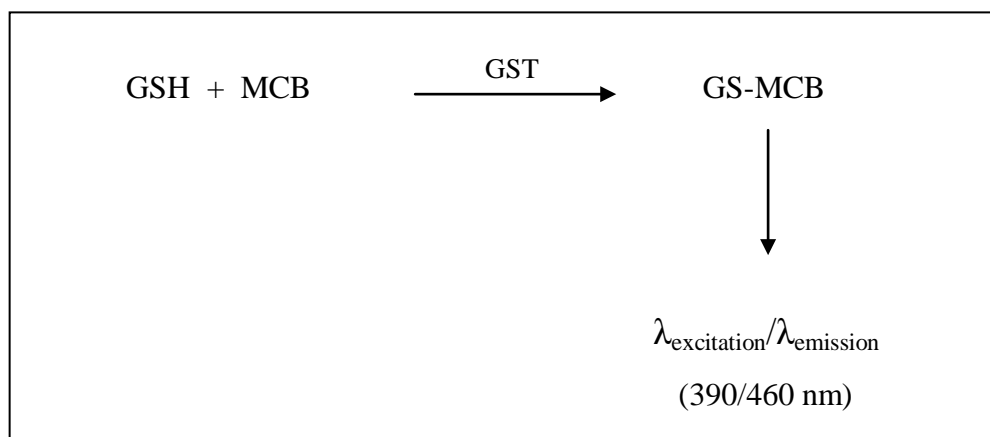 GST
GSH + MCB GS-MCB
λexcitation/λemission
(390/460 nm)